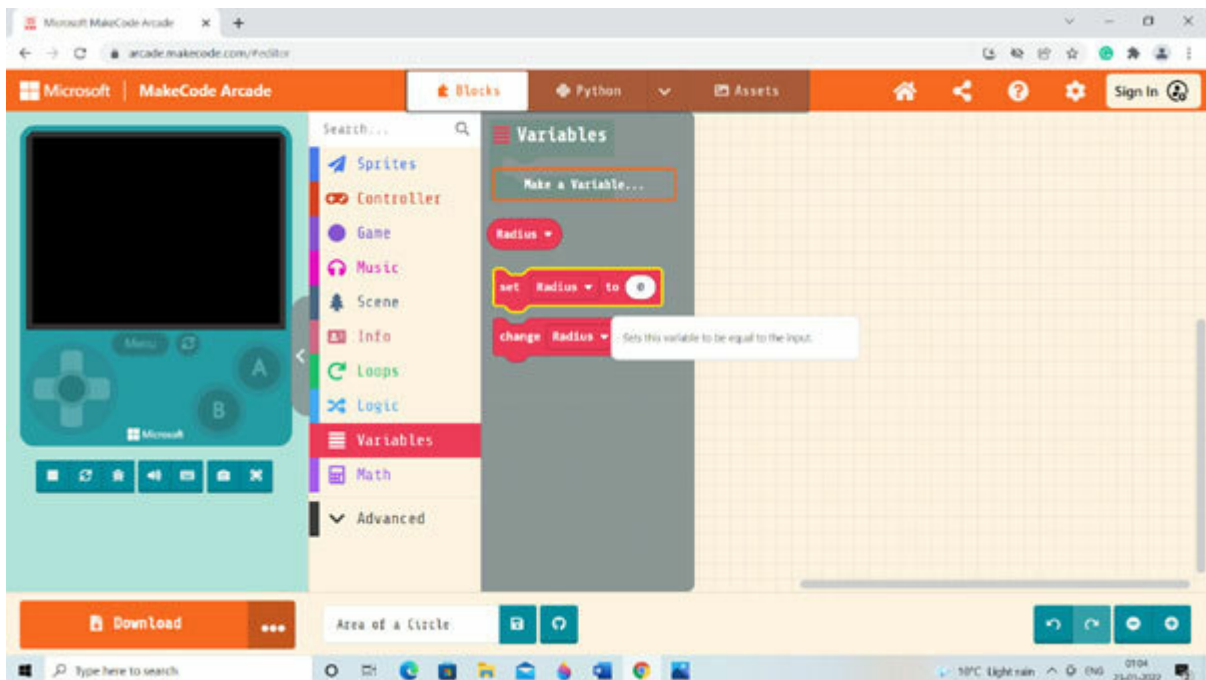 Microsoft MakeCode Arcade
arcade.makecode.com/#editor
Microsoft | MakeCode Arcade
Blocks
Python
Assets
Sign In
Search...
Sprites
Controller
Game
Music
Scene
Info
Loops
Logic
Variables
Math
Advanced
Variables
Make a Variable...
Radius
set Radius to 0
change Radius
Sets this variable to be equal to the input.
Menu
A
B
Microsoft
Download
Area of a Circle
Type here to search
10°C Light rain
ENG
01:04